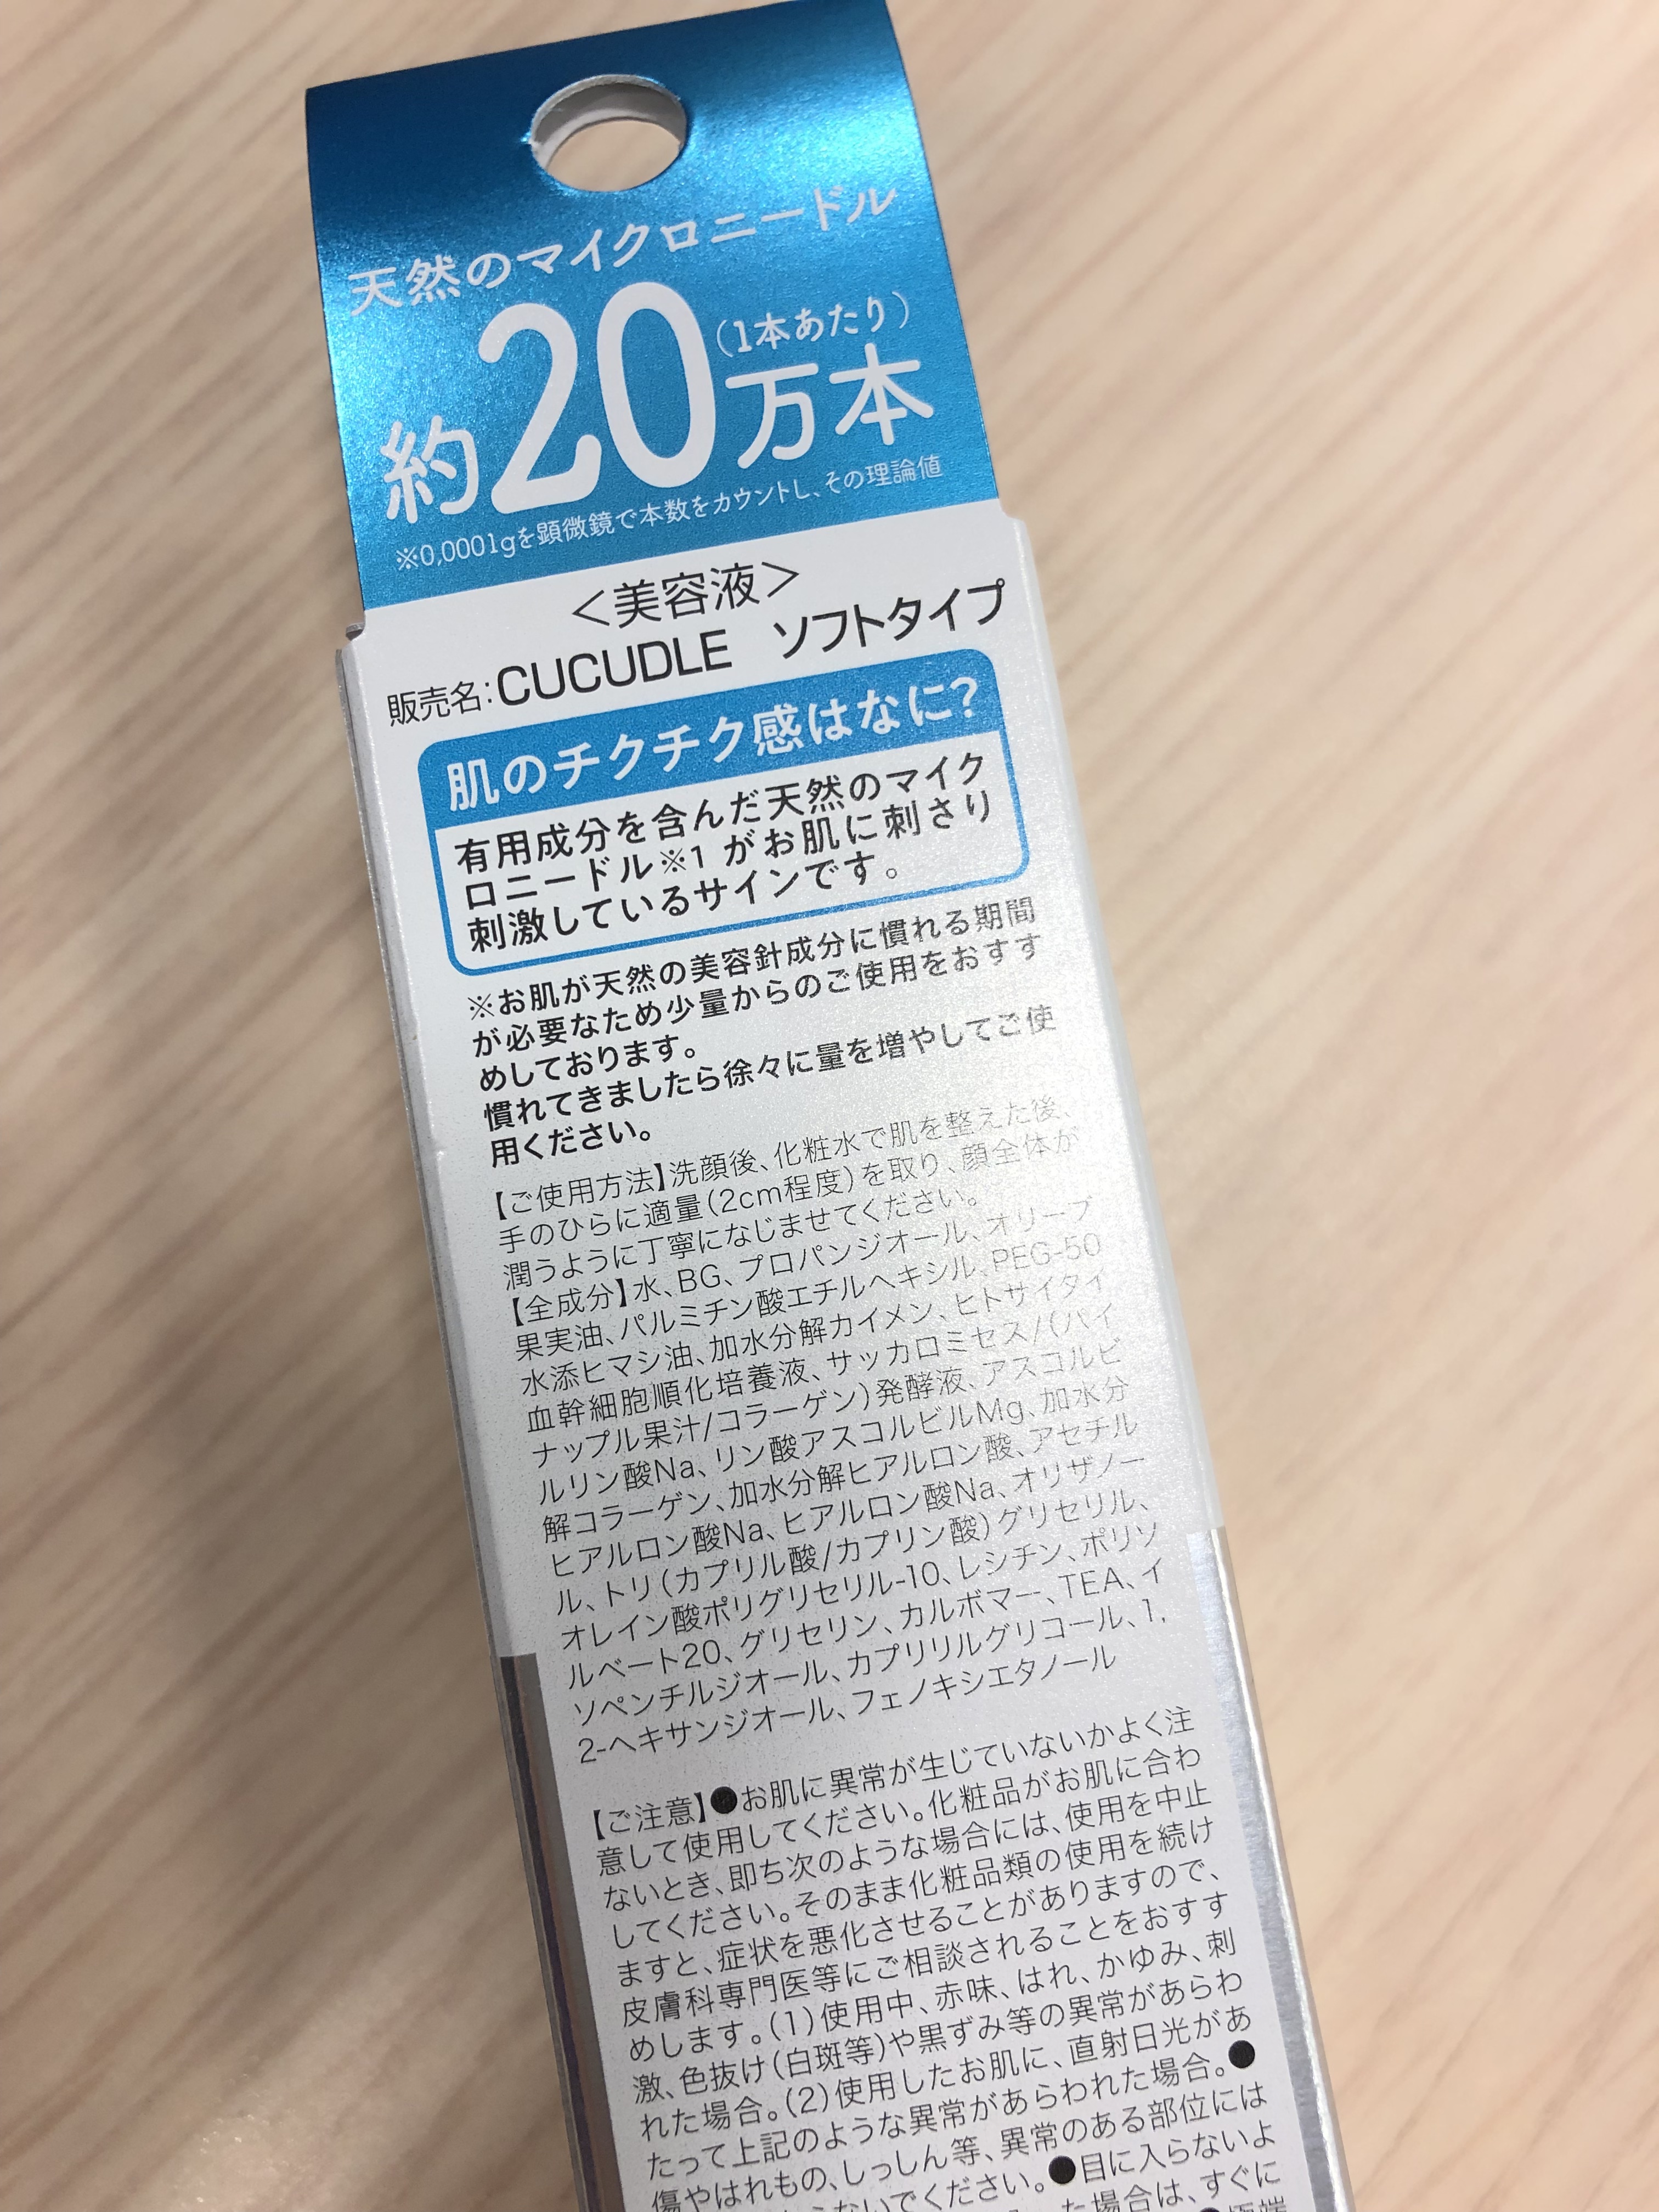 天然のマイクロニードル
(1本あたり)
約20万本
※0,0001gを顕微鏡で本数をカウントし、その理論値
<美容液>
販売名:CUCUDLE ソフトタイプ
肌のチクチク感はなに?
有用成分を含んだ天然のマイク
ロニードル※1 がお肌に刺さり
刺激しているサインです。
※お肌が天然の美容針成分に慣れる期間
が必要なため少量からのご使用をおすす
めしております。
慣れてきましたら徐々に量を増やしてご使
用ください。
【ご使用方法】洗顔後、化粧水で肌を整えた後、
手のひらに適量(2cm程度)を取り、顔全体が
潤うように丁寧になじませてください。
【全成分】水、BG、プロパンジオール、オリーブ
果実油、パルミチン酸エチルヘキシル、PEG-50
水添ヒマシ油、加水分解カイメン、ヒトサイタイ
血幹細胞順化培養液、サッカロミセス/(パイ
ナップル果汁/コラーゲン)発酵液、アスコルビ
ルリン酸Na、リン酸アスコルビルMg、加水分
解コラーゲン、加水分解ヒアルロン酸、アセチル
ヒアルロン酸Na、ヒアルロン酸Na、オリザノー
ル、トリ(カプリル酸/カプリン酸)グリセリル、
オレイン酸ポリグリセリル-10、レシチン、ポリソ
ルベート20、グリセリン、カルボマー、TEA、イ
ソペンチルジオール、カプリリルグリコール、1,
2-ヘキサンジオール、フェノキシエタノール
【ご注意】●お肌に異常が生じていないかよく注
意して使用してください。化粧品がお肌に合わ
ないとき、即ち次のような場合には、使用を中止
してください。そのまま化粧品類の使用を続け
ますと、症状を悪化させることがありますので、
皮膚科専門医等にご相談されることをおすす
めします。(1)使用中、赤味、はれ、かゆみ、刺
激、色抜け(白斑等)や黒ずみ等の異常があらわ
れた場合。(2)使用したお肌に、直射日光があ
たって上記のような異常があらわれた場合。●
傷やはれもの、しっしん等、異常のある部位には
ないでください。●目に入らないよ
た場合は、すぐに